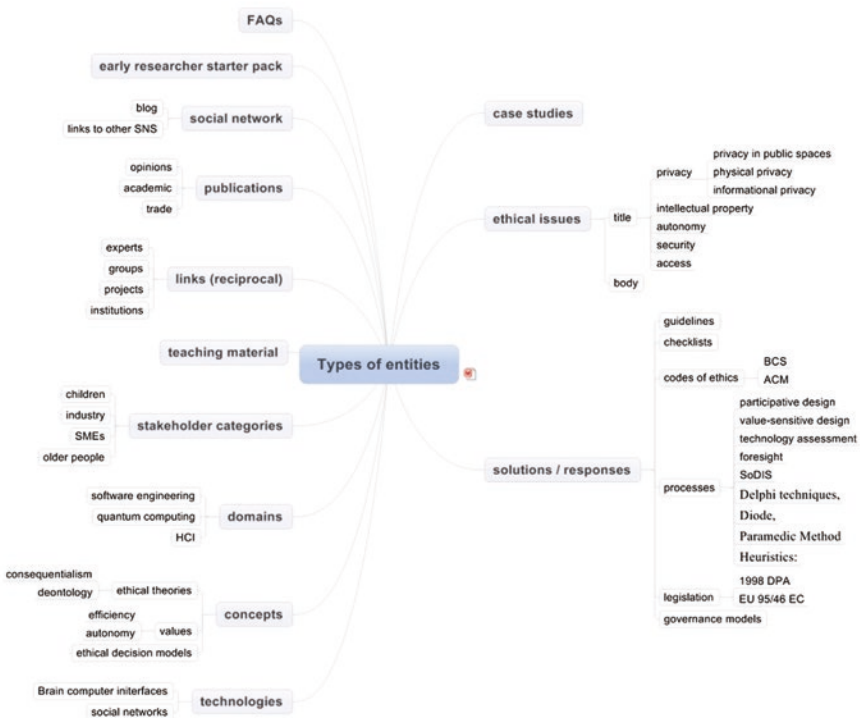 FAQs
early researcher starter pack
blog
links to other SNS
social network
opinions
academic
trade
publications
experts
groups
projects
institutions
links (reciprocal)
teaching material
children
industry
SMEs
older people
stakeholder categories
software engineering
quantum computing
HCI
domains
consequentialism
deontology
ethical theories
efficiency
autonomy
values
ethical decision models
concepts
Brain computer initerfaces
social networks
technologies
Types of entities
case studies
ethical issues
title
privacy
privacy in public spaces
physical privacy
informational privacy
intellectual property
autonomy
security
access
body
solutions / responses
guidelines
checklists
codes of ethics
BCS
ACM
processes
participative design
value-sensitive design
technology assessment
foresight
SoDIS
Delphi techniques,
Diode,
Paramedic Method
Heuristics:
legislation
1998 DPA
EU 95/46 EC
governance models